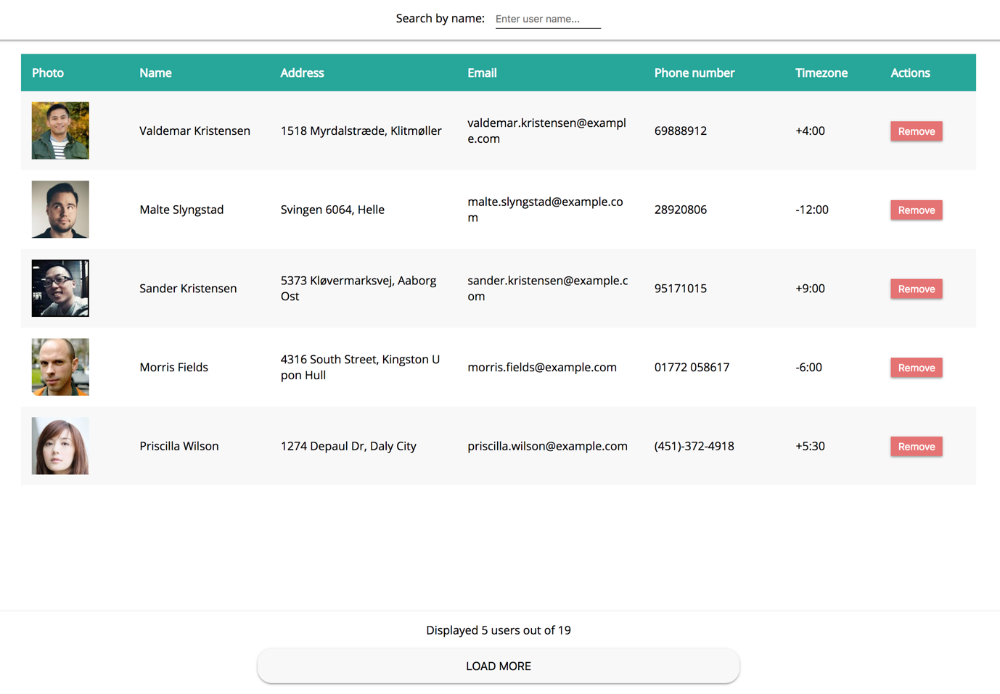 Search by name: Enter user name...
Photo Name Address Email Phone number Timezone Actions
valdemar.kristensen@exampl
Valdemar Kristensen 1518 Myrdalstræde, Klitmøller 69888912 +4:00 Remove
e.com
malte.slyngstad@example.co
Malte Slyngstad Svingen 6064, Helle 28920806 -12:00 Remove
m
5373 Kløvermarksvej, Aaborg sander.kristensen@example.c
Sander Kristensen 95171015 +9:00 Remove
Ost om
4316 South Street, Kingston U
Morris Fields morris.fields@example.com 01772 058617 -6:00 Remove
pon Hull
Priscilla Wilson 1274 Depaul Dr, Daly City priscilla.wilson@example.com (451)-372-4918 +5:30 Remove
Displayed 5 users out of 19
LOAD MORE